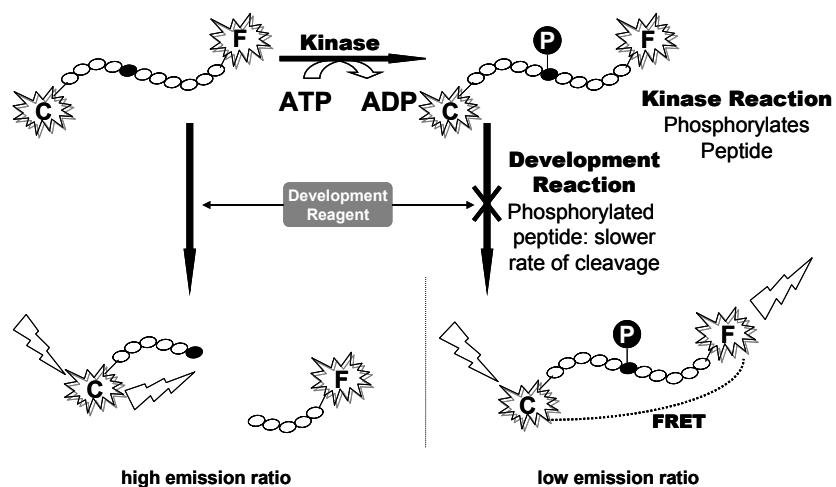 F
Kinase
ATP
ADP
C
P
F
C
Kinase Reaction
Phosphorylates
Peptide
Development
Reaction
Phosphorylated
peptide: slower
rate of cleavage
Development
Reagent
C
F
P
F
C
FRET
high emission ratio
low emission ratio